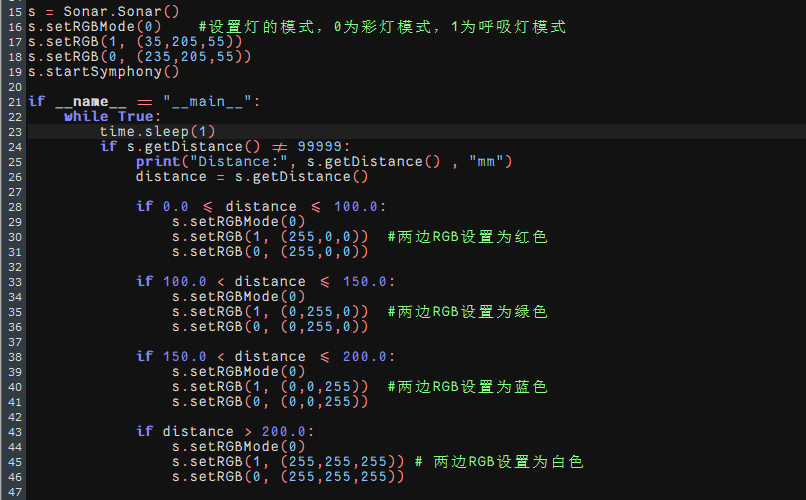 15 s = Sonar.Sonar()
16 s.setRGBMode(0)    #设置灯的模式，0为彩灯模式，1为呼吸灯模式
17 s.setRGB(1, (35,205,55))
18 s.setRGB(0, (235,205,55))
19 s.startSymphony()
20
21 if __name__ == "__main__":
22     while True:
23         time.sleep(1)
24         if s.getDistance() != 99999:
25             print("Distance:", s.getDistance() , "mm")
26             distance = s.getDistance()
27
28             if 0.0 <= distance <= 100.0:
29                 s.setRGBMode(0)
30                 s.setRGB(1, (255,0,0))  #两边RGB设置为红色
31                 s.setRGB(0, (255,0,0))
32
33             if 100.0 < distance <= 150.0:
34                 s.setRGBMode(0)
35                 s.setRGB(1, (0,255,0))  #两边RGB设置为绿色
36                 s.setRGB(0, (0,255,0))
37
38             if 150.0 < distance <= 200.0:
39                 s.setRGBMode(0)
40                 s.setRGB(1, (0,0,255))  #两边RGB设置为蓝色
41                 s.setRGB(0, (0,0,255))
42
43             if distance > 200.0:
44                 s.setRGBMode(0)
45                 s.setRGB(1, (255,255,255)) # 两边RGB设置为白色
46                 s.setRGB(0, (255,255,255))
47